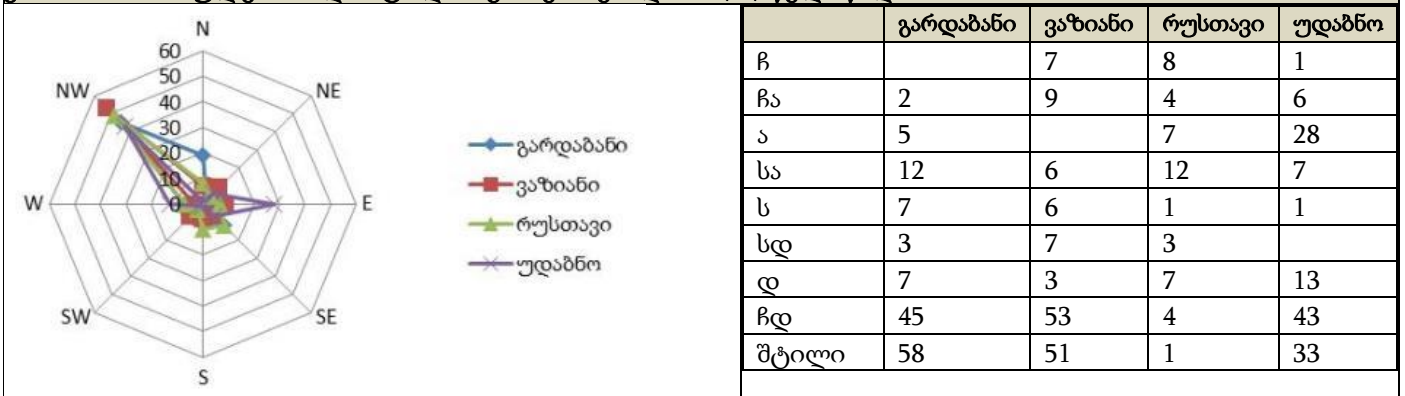 N
60
50
40
30
20
10
0
NW
NE
W
E
SW
SE
S
გარდაბანი
ვაზიანი
რუსთავი
უდაბნო
გარდაბანი ვაზიანი რუსთავი უდაბნო
ჩ 7 8 1
ჩა 2 9 4 6
ა 5 7 28
სა 12 6 12 7
ს 7 6 1 1
სდ 3 7 3
დ 7 3 7 13
ჩდ 45 53 4 43
შტილი 58 51 1 33